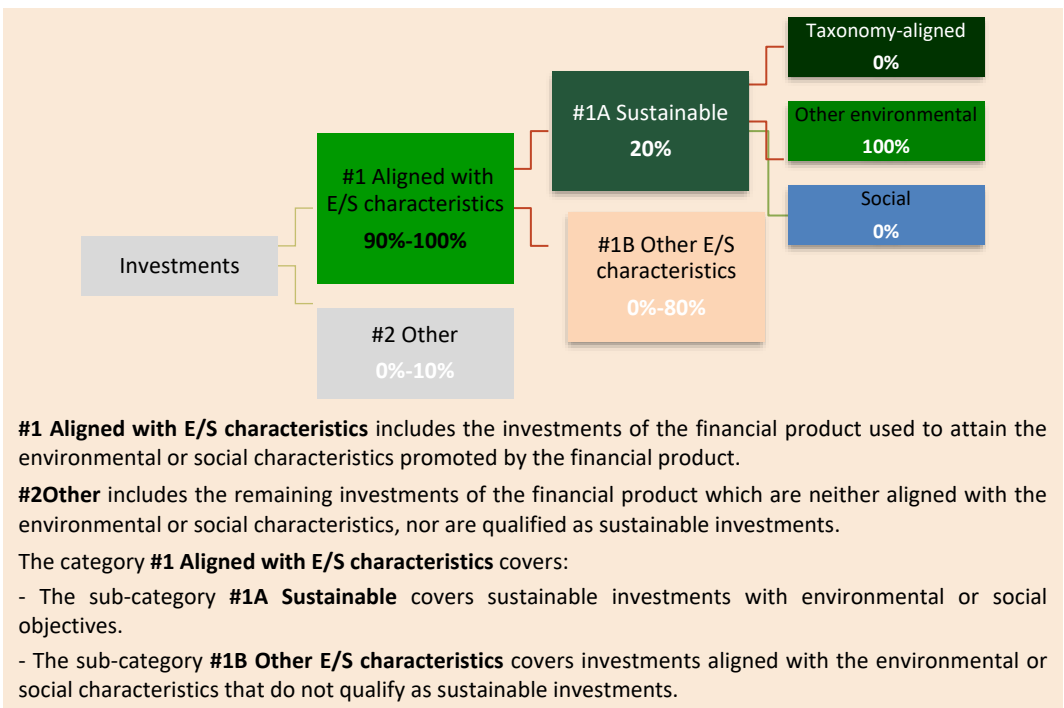 Taxonomy-aligned
0%
#1A Sustainable
20%
Other environmental
100%
#1 Aligned with
E/S characteristics
90%-100%
Social
0%
#1B Other E/S
characteristics
0%-80%
Investments
#2 Other
0%-10%
#1 Aligned with E/S characteristics includes the investments of the financial product used to attain the
environmental or social characteristics promoted by the financial product.
#2Other includes the remaining investments of the financial product which are neither aligned with the
environmental or social characteristics, nor are qualified as sustainable investments.
The category #1 Aligned with E/S characteristics covers:
- The sub-category #1A Sustainable covers sustainable investments with environmental or social
objectives.
- The sub-category #1B Other E/S characteristics covers investments aligned with the environmental or
social characteristics that do not qualify as sustainable investments.